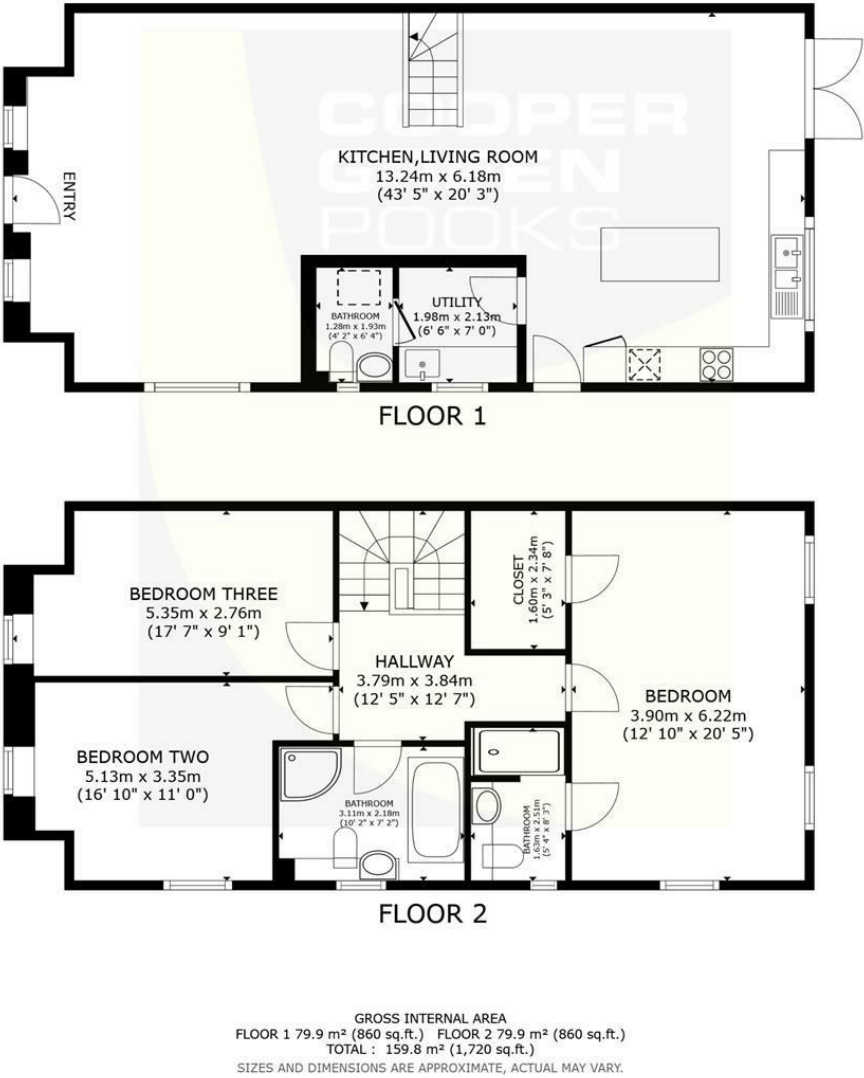 COOPER
GREEN
POOKS
KITCHEN,LIVING ROOM
13.24m x 6.18m
(43' 5" x 20' 3")
ENTRY
BATHROOM
1.28m x 1.93m
(4' 2" x 6' 4")
UTILITY
1.98m x 2.13m
(6' 6" x 7' 0")
FLOOR 1
BEDROOM THREE
5.35m x 2.76m
(17' 7" x 9' 1")
CLOSET
1.60m x 2.34m
(5' 3" x 7' 8")
HALLWAY
3.79m x 3.84m
(12' 5" x 12' 7")
BEDROOM
3.90m x 6.22m
(12' 10" x 20' 5")
BEDROOM TWO
5.13m x 3.35m
(16' 10" x 11' 0")
BATHROOM
3.11m x 2.18m
(10' 2" x 7' 2")
BATHROOM
1.63m x 2.51m
(5' 4" x 8' 3")
FLOOR 2
GROSS INTERNAL AREA
FLOOR 1 79.9 m² (860 sq.ft.) FLOOR 2 79.9 m² (860 sq.ft.)
TOTAL : 159.8 m² (1,720 sq.ft.)
SIZES AND DIMENSIONS ARE APPROXIMATE, ACTUAL MAY VARY.